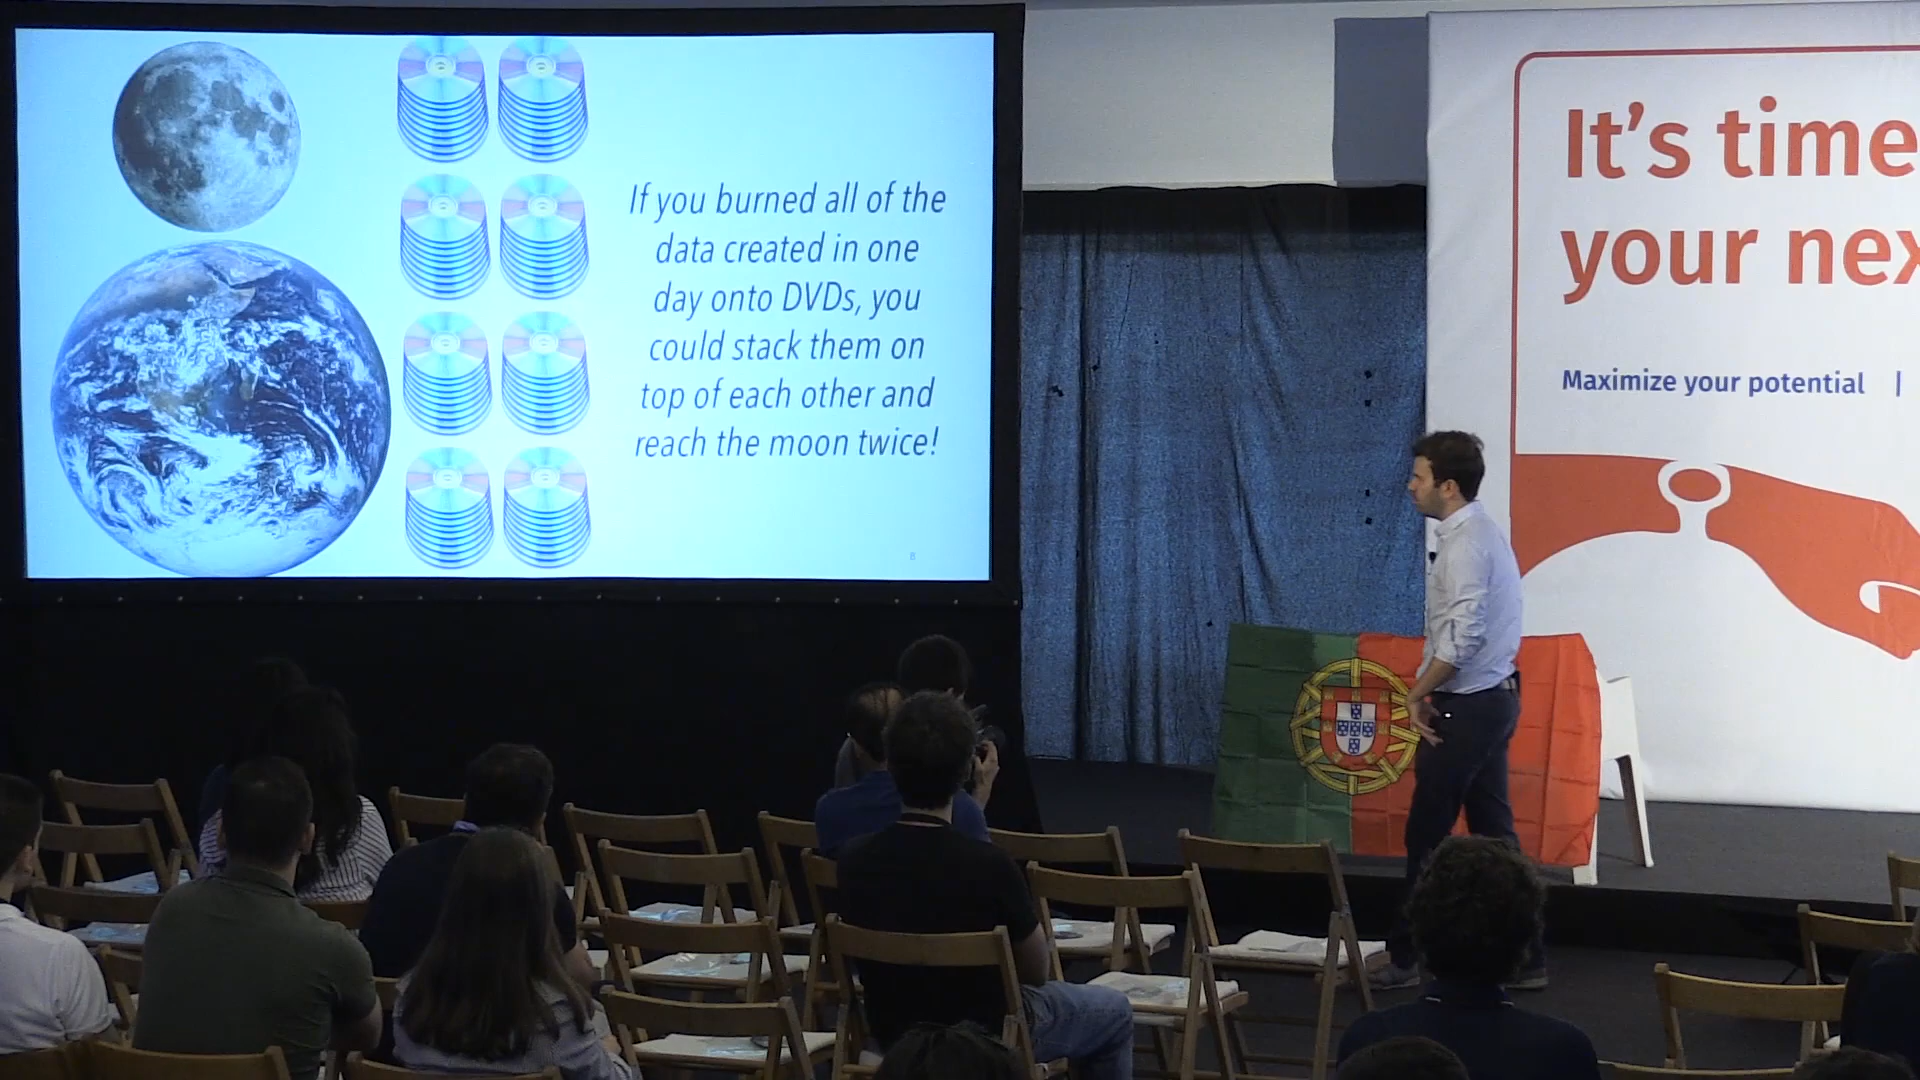 If you burned all of the
data created in one
day onto DVDs, you
could stack them on
top of each other and
reach the moon twice!
8
It's time
your nex
Maximize your potential |